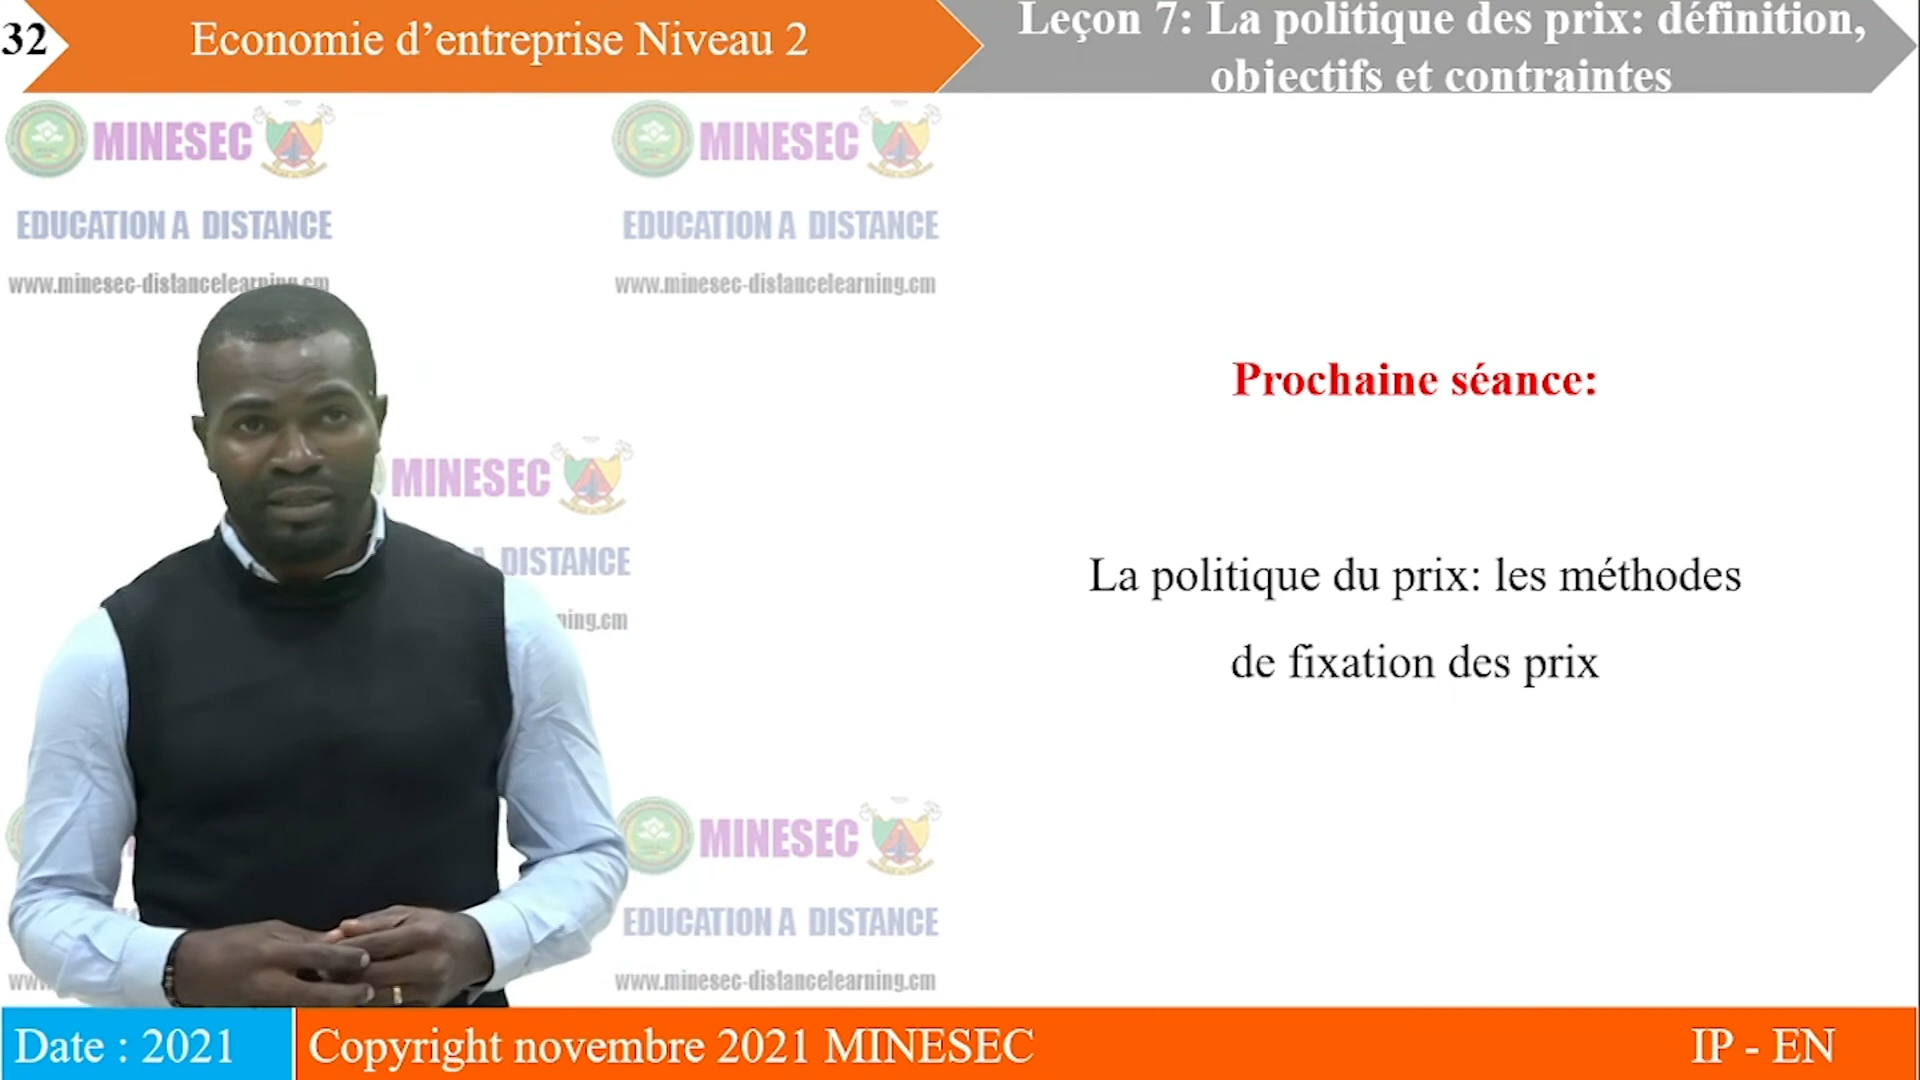 32
Economie d’entreprise Niveau 2
Leçon 7: La politique des prix: définition,
objectifs et contraintes
MINESEC
EDUCATION A DISTANCE
www.minesec-distancelearning.cm
MINESEC
EDUCATION A DISTANCE
www.minesec-distancelearning.cm
Prochaine séance:
MINESEC
DISTANCE
La politique du prix: les méthodes
de fixation des prix
MINESEC
EDUCATION A DISTANCE
www.minesec-distancelearning.cm
Date : 2021
Copyright novembre 2021 MINESEC
IP - EN